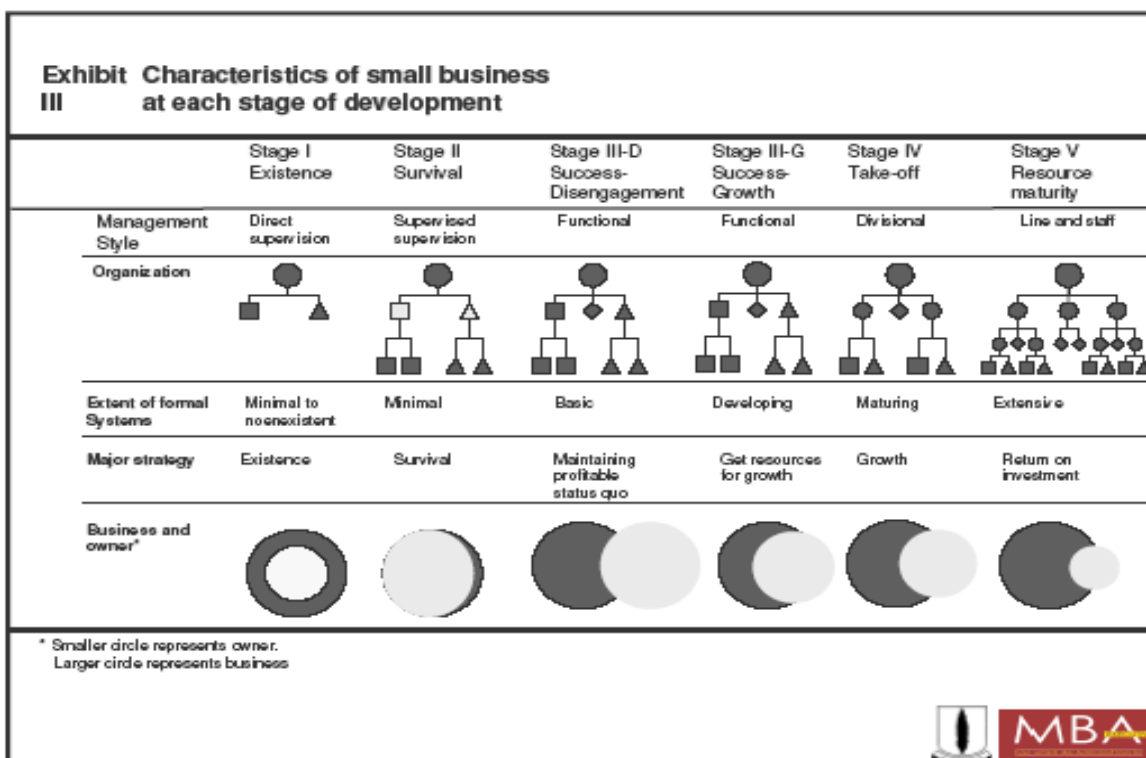 Exhibit Characteristics of small business
III at each stage of development
Stage I
Existence
Stage II
Survival
Stage III-D
Success-
Disengagement
Stage III-G
Success-
Growth
Stage IV
Take-off
Stage V
Resource
maturity
Management
Style
Direct
supervision
Supervised
supervision
Functional
Functional
Divisional
Line and staff
Organization
Extent of formal
Systems
Minimal to
noenexistent
Minimal
Basic
Developing
Maturing
Extensive
Major strategy
Existence
Survival
Maintaining
profitable
status quo
Get resources
for growth
Growth
Return on
investment
Business and
owner*
* Smaller circle represents owner.
Larger circle represents business
MBA